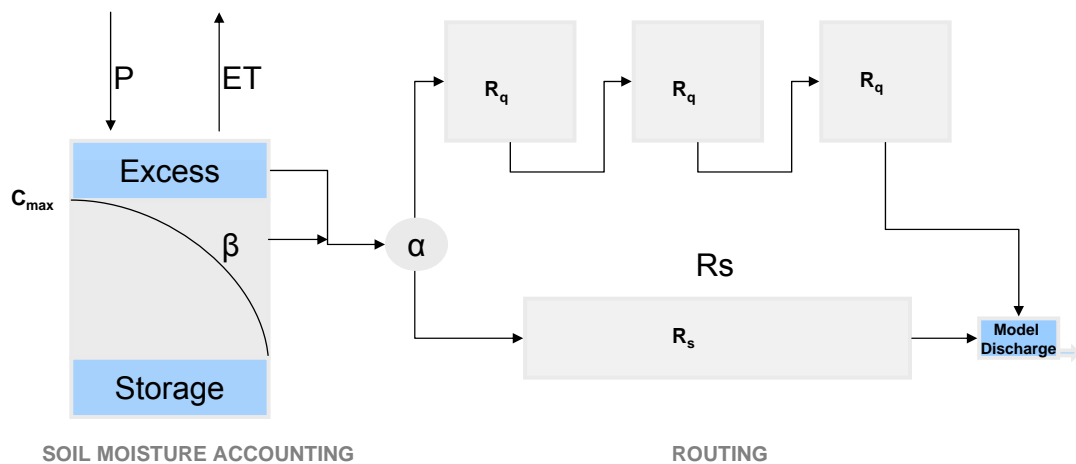 P
ET
Excess
Cmax
β
Storage
α
Rq
Rq
Rq
Rs
Rs
Model
Discharge
SOIL MOISTURE ACCOUNTING
ROUTING